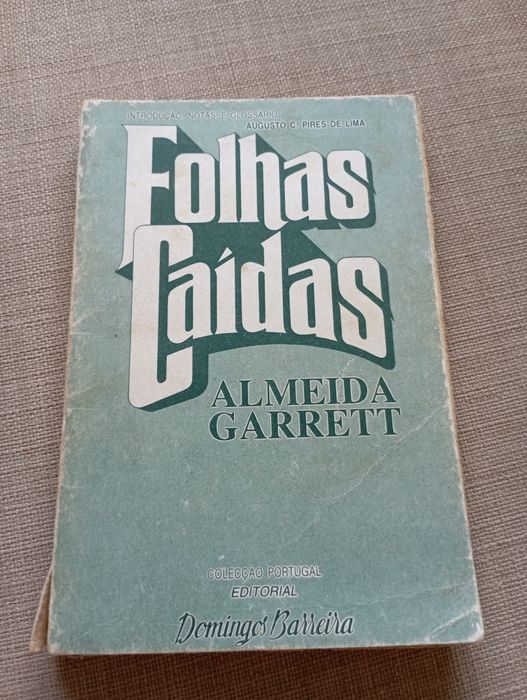 INTRODUÇÃO, NOTAS E GLOSSÁRIO
AUGUSTO C. PIRES DE LIMA
Folhas
Caídas
ALMEIDA
GARRETT
COLECÇÃO PORTUGAL
EDITORIAL
Domingos Barreira